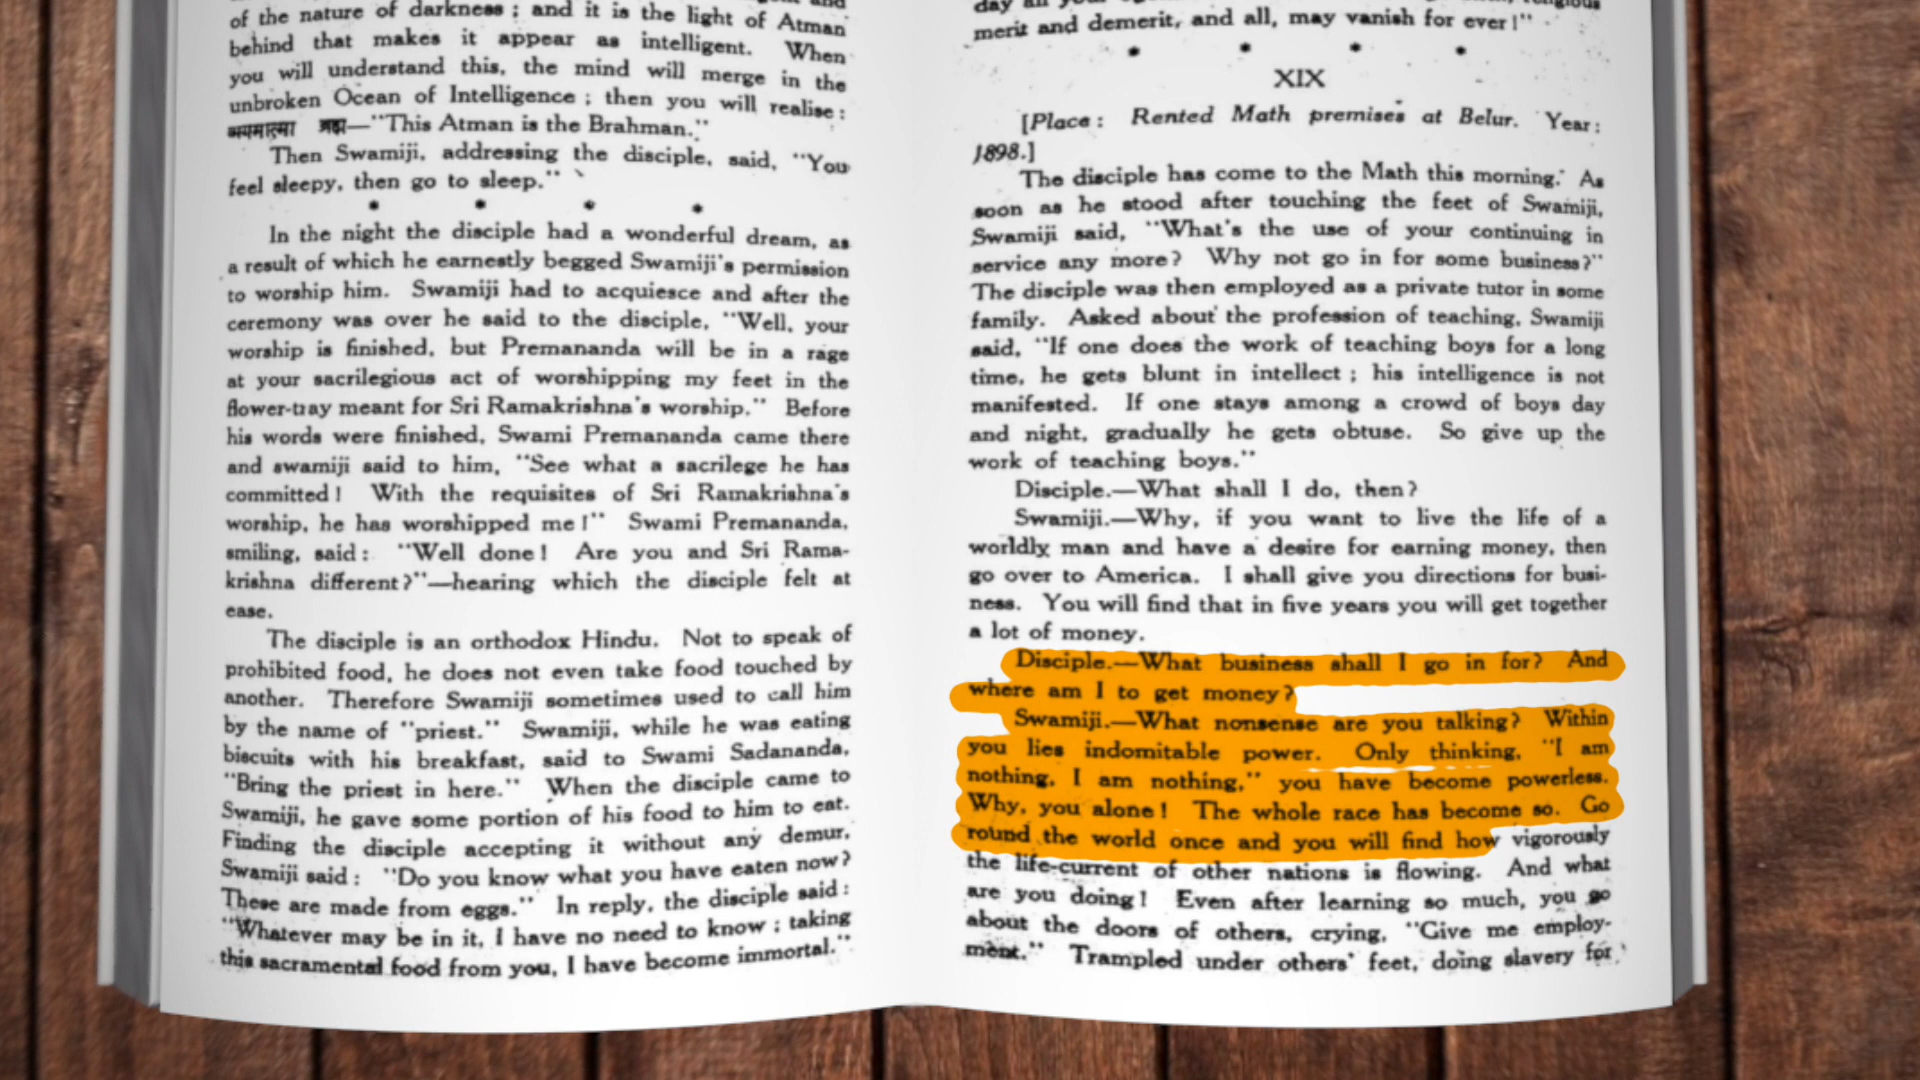 of the nature of darkness ; and it is the light of Atman
behind that makes it appear as intelligent. When
you will understand this, the mind will merge in the
unbroken Ocean of Intelligence ; then you will realise :
अयमात्मा ब्रह्म—"This Atman is the Brahman."
Then Swamiji, addressing the disciple, said, "You
feel sleepy, then go to sleep."
* * * *
In the night the disciple had a wonderful dream, as
a result of which he earnestly begged Swamiji's permission
to worship him. Swamiji had to acquiesce and after the
ceremony was over he said to the disciple, "Well, your
worship is finished, but Premananda will be in a rage
at your sacrilegious act of worshipping my feet in the
flower-tray meant for Sri Ramakrishna's worship." Before
his words were finished, Swami Premananda came there
and swamiji said to him, "See what a sacrilege he has
committed ! With the requisites of Sri Ramakrishna's
worship, he has worshipped me !" Swami Premananda,
smiling, said : "Well done ! Are you and Sri Rama-
krishna different ?"—hearing which the disciple felt at
ease.
The disciple is an orthodox Hindu. Not to speak of
prohibited food, he does not even take food touched by
another. Therefore Swamiji sometimes used to call him
by the name of "priest." Swamiji, while he was eating
biscuits with his breakfast, said to Swami Sadananda,
"Bring the priest in here." When the disciple came to
Swamiji, he gave some portion of his food to him to eat.
Finding the disciple accepting it without any demur,
Swamiji said : "Do you know what you have eaten now ?
These are made from eggs." In reply, the disciple said :
"Whatever may be in it, I have no need to know ; taking
this sacramental food from you, I have become immortal."
day all your
merit and demerit, and all, may vanish for ever !"
* * * *
XIX
[Place : Rented Math premises at Belur. Year :
1898.]
The disciple has come to the Math this morning. As
soon as he stood after touching the feet of Swamiji,
Swamiji said, "What's the use of your continuing in
service any more ? Why not go in for some business ?"
The disciple was then employed as a private tutor in some
family. Asked about the profession of teaching, Swamiji
said, "If one does the work of teaching boys for a long
time, he gets blunt in intellect ; his intelligence is not
manifested. If one stays among a crowd of boys day
and night, gradually he gets obtuse. So give up the
work of teaching boys."
Disciple.—What shall I do, then ?
Swamiji.—Why, if you want to live the life of a
worldly man and have a desire for earning money, then
go over to America. I shall give you directions for busi-
ness. You will find that in five years you will get together
a lot of money.
Disciple.—What business shall I go in for ? And
where am I to get money ?
Swamiji.—What nonsense are you talking ? Within
you lies indomitable power. Only thinking, "I am
nothing, I am nothing," you have become powerless.
Why, you alone ! The whole race has become so. Go
round the world once and you will find how vigorously
the life-current of other nations is flowing. And what
are you doing ! Even after learning so much, you go
about the doors of others, crying, "Give me employ-
ment." Trampled under others' feet, doing slavery for